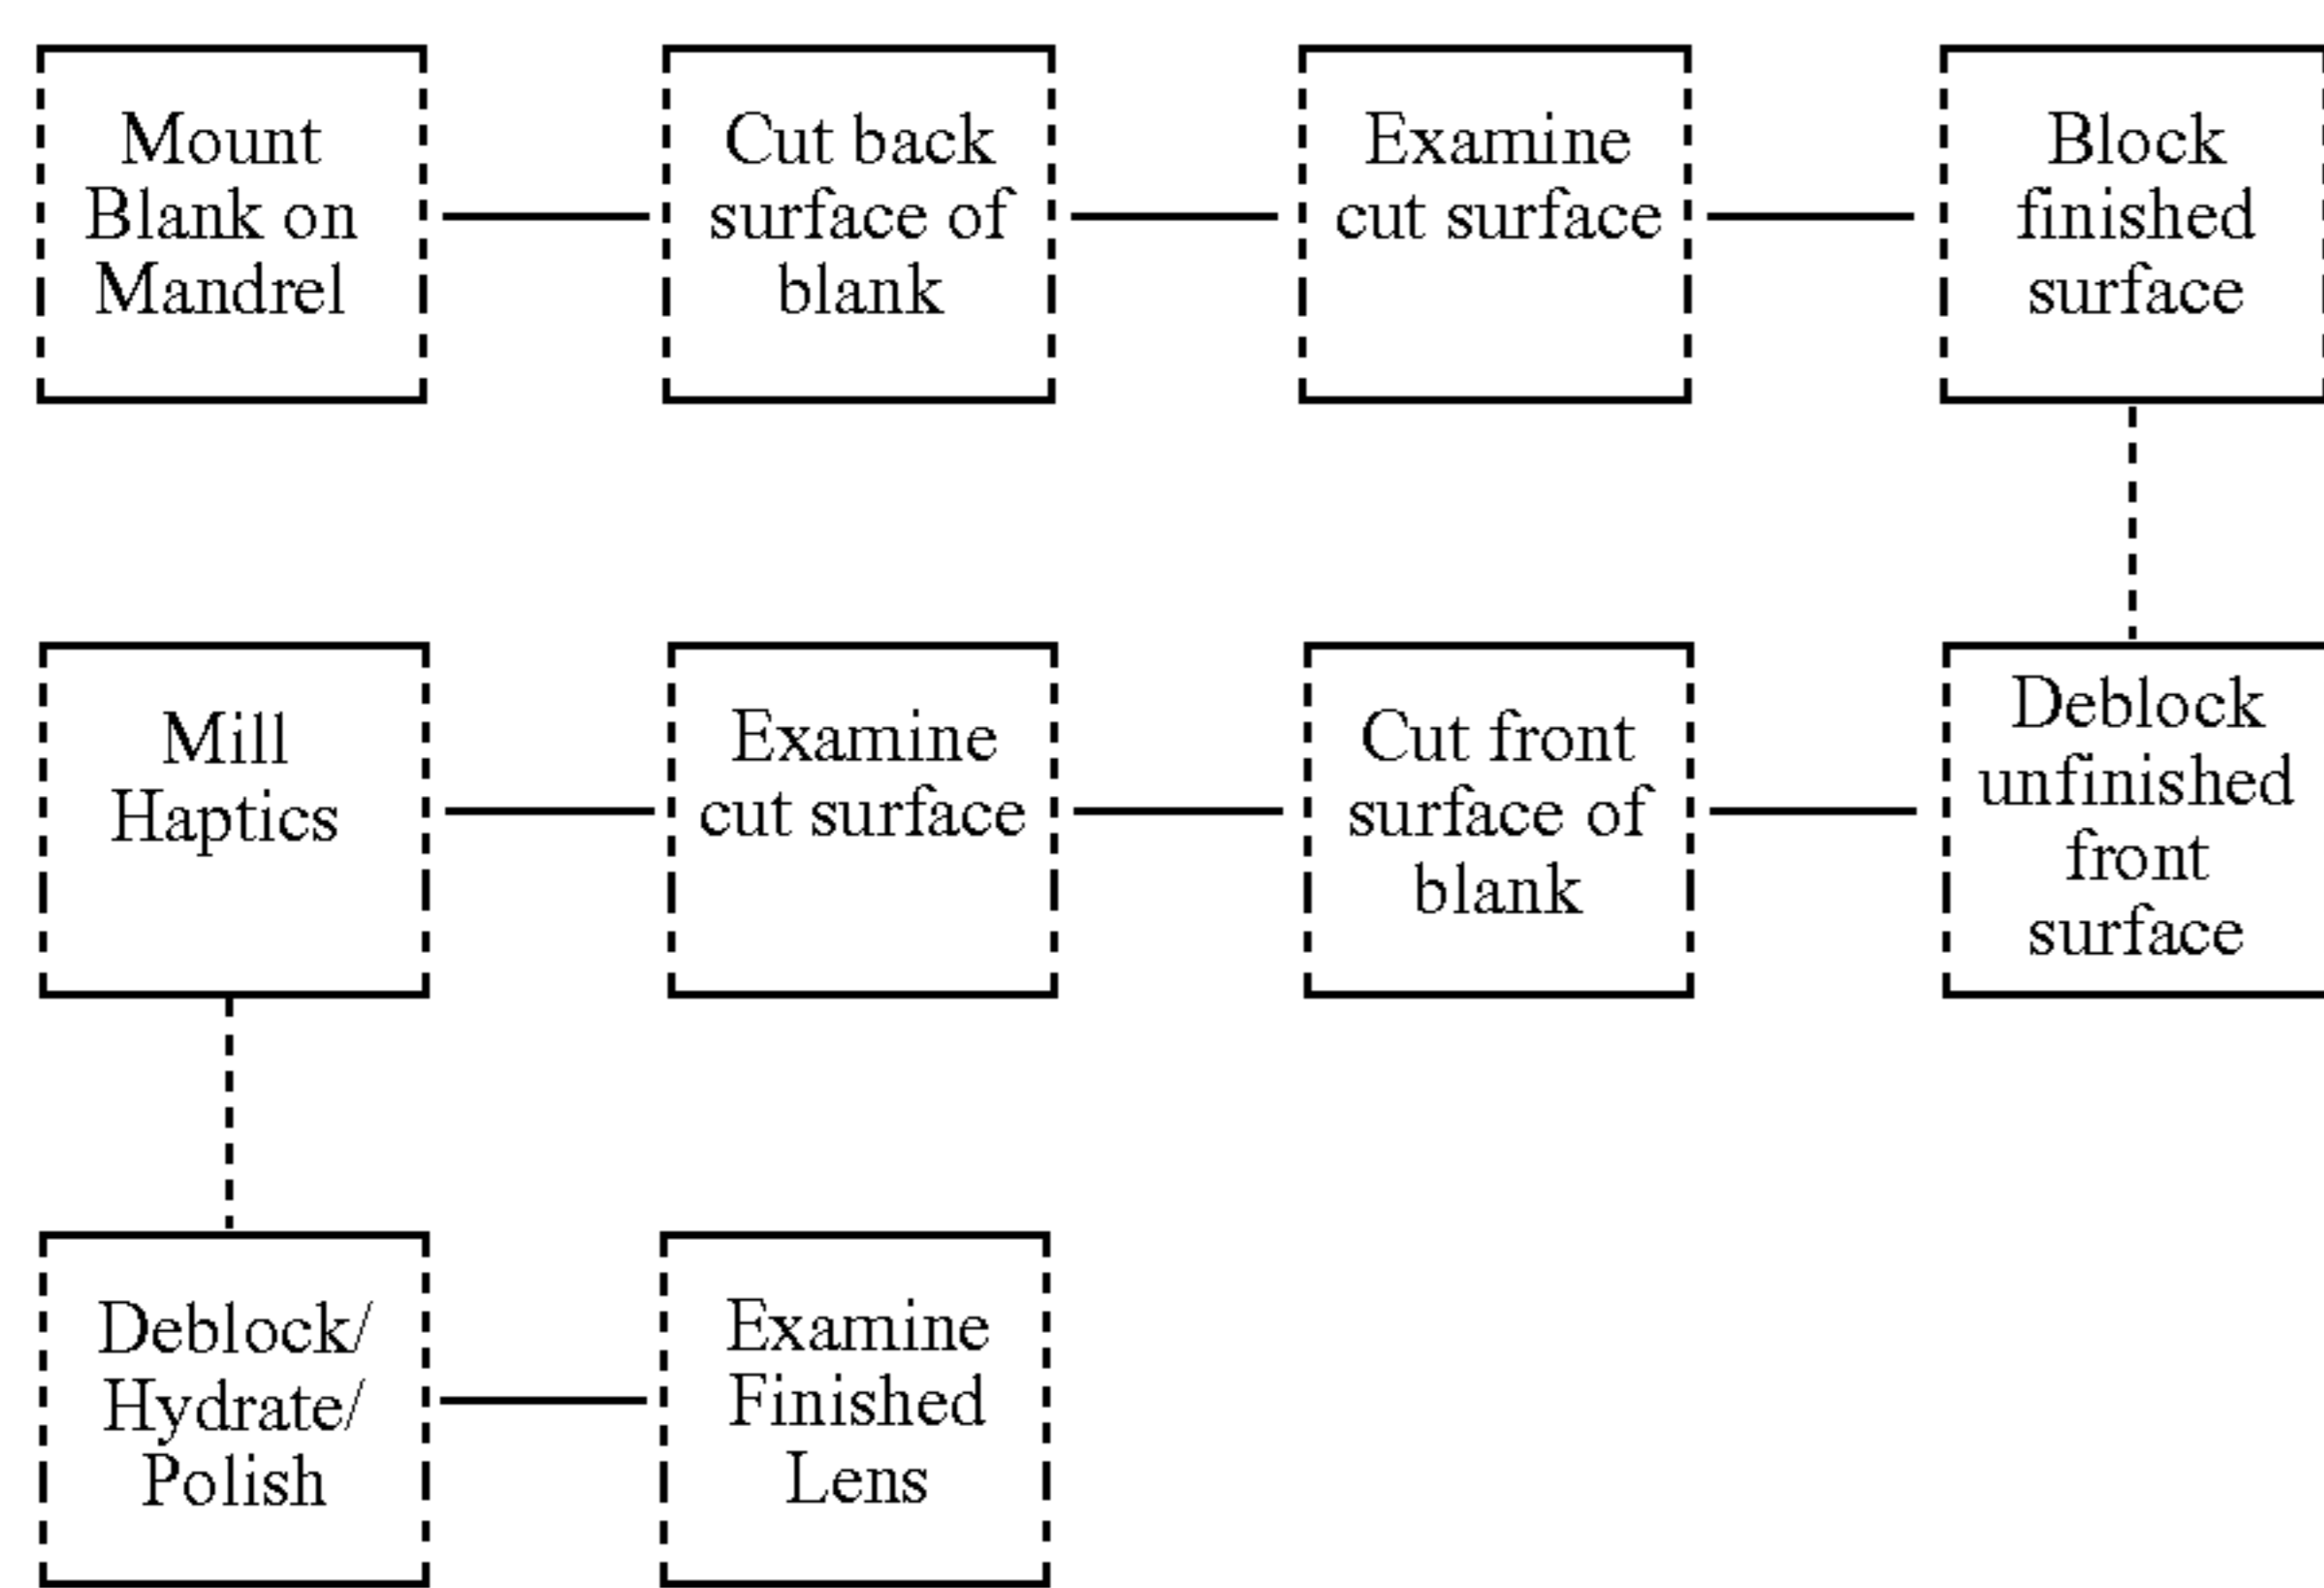 Mount
Blank on
Mandrel
Cut back
surface of
blank
Examine
cut surface
Block
finished
surface
Deblock
unfinished
front
surface
Cut front
surface of
blank
Examine
cut surface
Mill
Haptics
Deblock/
Hydrate/
Polish
Examine
Finished
Lens